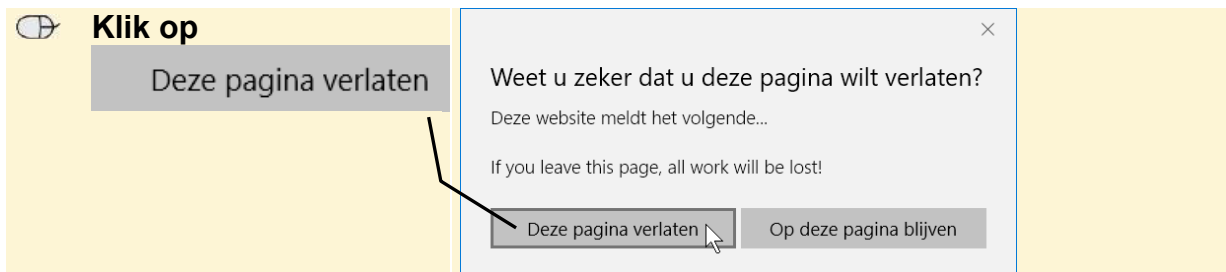 Klik op
Deze pagina verlaten
Weet u zeker dat u deze pagina wilt verlaten?
Deze website meldt het volgende...
If you leave this page, all work will be lost!
Deze pagina verlaten
Op deze pagina blijven